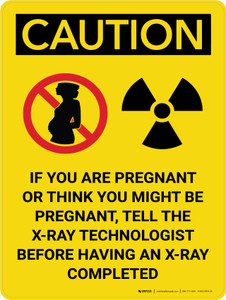 CAUTION
IF YOU ARE PREGNANT
OR THINK YOU MIGHT BE
PREGNANT, TELL THE
X-RAY TECHNOLOGIST
BEFORE HAVING AN X-RAY
COMPLETED